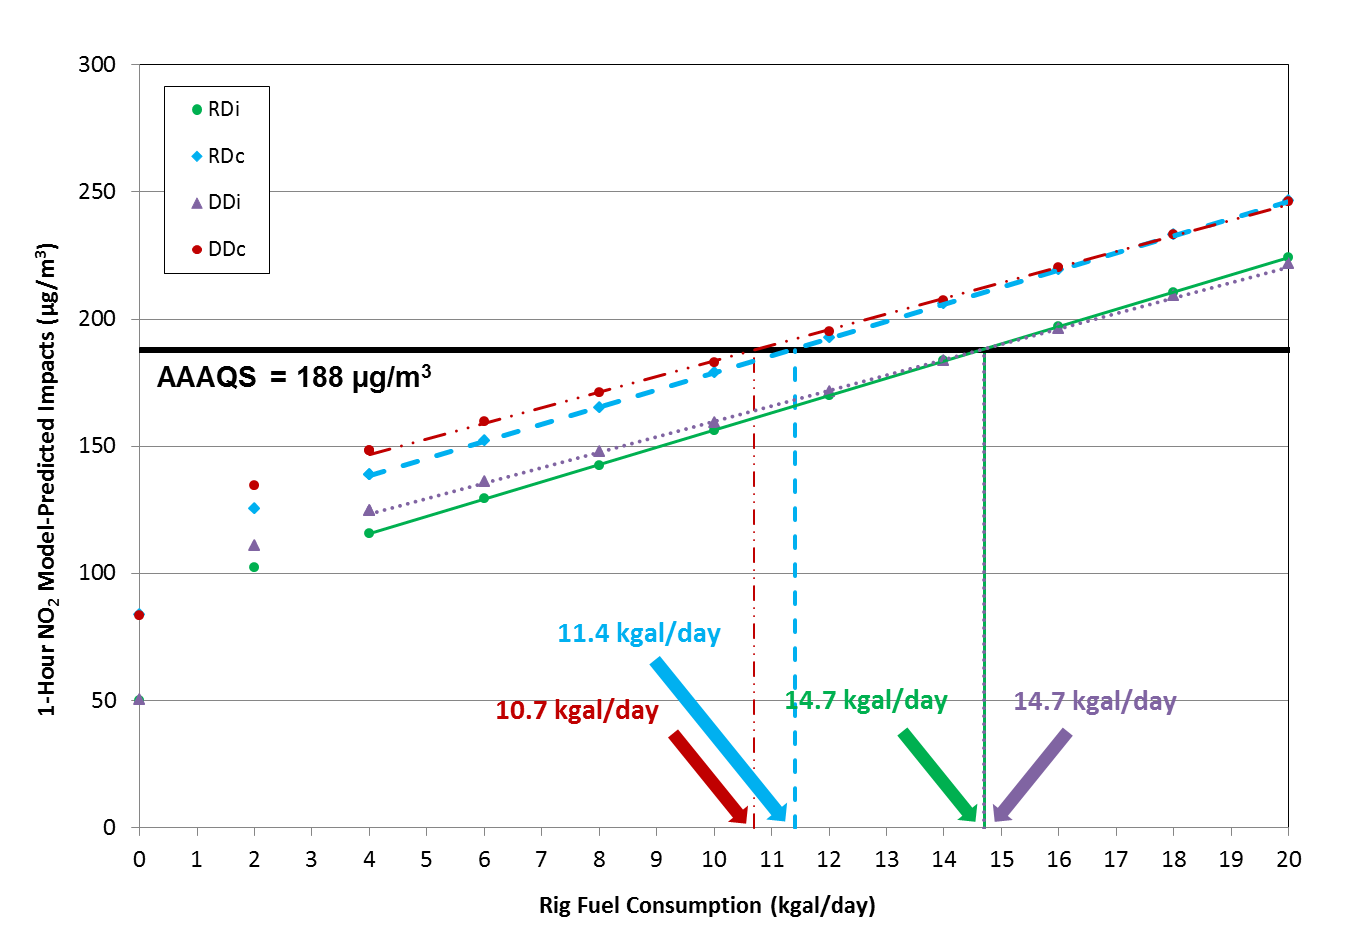 300
250
200
150
100
50
0
1-Hour NO2 Model-Predicted Impacts (µg/m3)
RDi
RDc
DDi
DDc
AAAQS = 188 µg/m3
11.4 kgal/day
10.7 kgal/day
14.7 kgal/day
14.7 kgal/day
0 1 2 3 4 5 6 7 8 9 10 11 12 13 14 15 16 17 18 19 20
Rig Fuel Consumption (kgal/day)